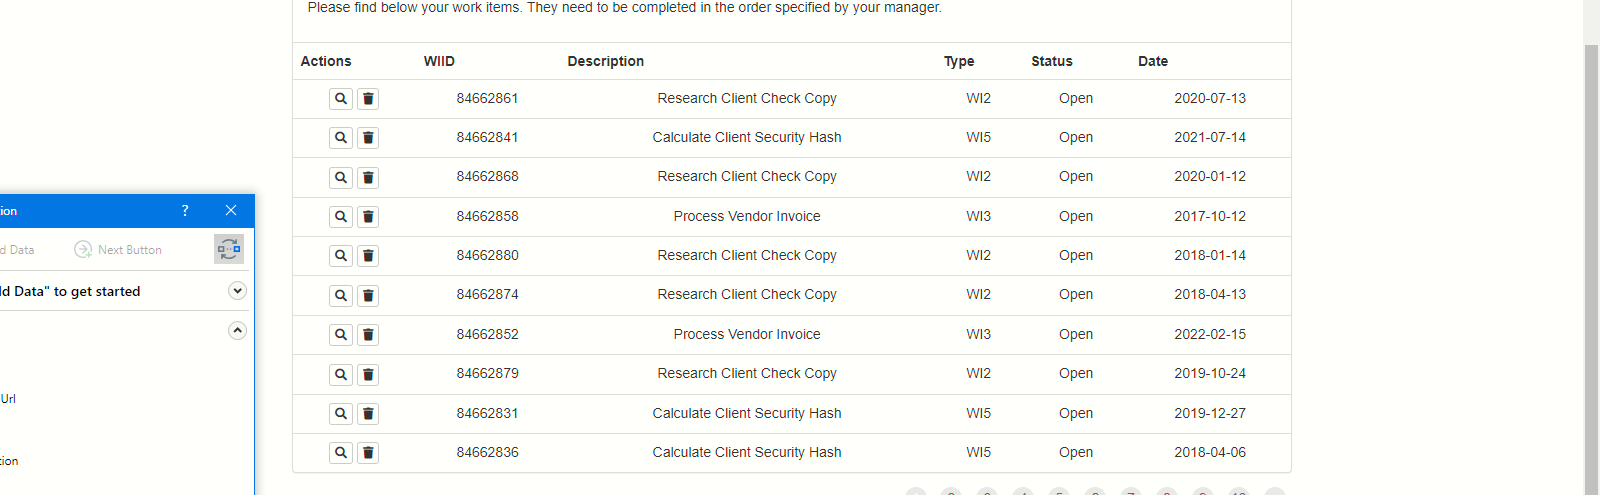 Please find below your work items. They need to be completed in the order specified by your manager.
Actions WIID Description Type Status Date
84662861 Research Client Check Copy WI2 Open 2020-07-13
84662841 Calculate Client Security Hash WI5 Open 2021-07-14
84662868 Research Client Check Copy WI2 Open 2020-01-12
84662858 Process Vendor Invoice WI3 Open 2017-10-12
84662880 Research Client Check Copy WI2 Open 2018-01-14
84662874 Research Client Check Copy WI2 Open 2018-04-13
84662852 Process Vendor Invoice WI3 Open 2022-02-15
84662879 Research Client Check Copy WI2 Open 2019-10-24
84662831 Calculate Client Security Hash WI5 Open 2019-12-27
84662836 Calculate Client Security Hash WI5 Open 2018-04-06
ion ?
d Data Next Button
ld Data" to get started
Url
tion